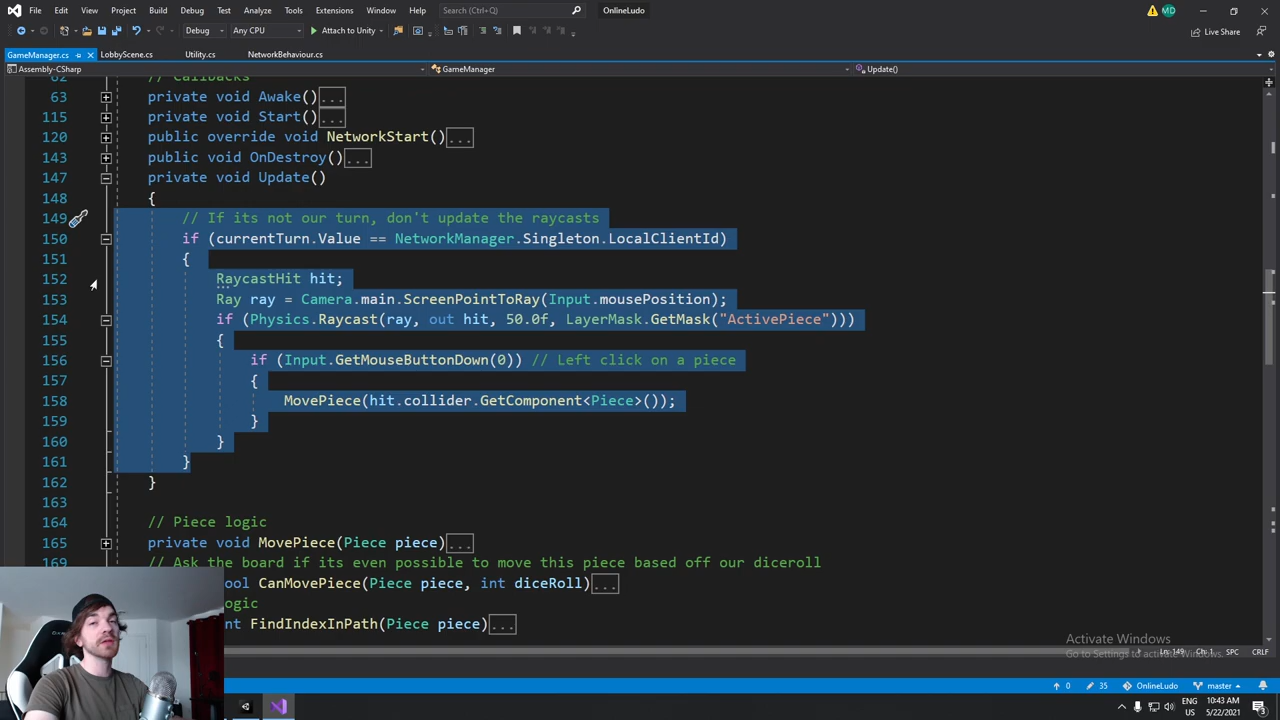 File Edit View Git Project Build Debug Test Analyze Tools Extensions Window Help Search (Ctrl+Q) OnlineLudo MD
Debug Any CPU Attach to Unity Live Share
GameManager.cs LobbyScene.cs Utility.cs NetworkBehaviour.cs
Assembly-CSharp GameManager Update()
62 // Callbacks
63 private void Awake()...
115 private void Start()...
120 public override void NetworkStart()...
143 public void OnDestroy()...
147 private void Update()
148 {
149 // If its not our turn, don't update the raycasts
150 if (currentTurn.Value == NetworkManager.Singleton.LocalClientId)
151 {
152 RaycastHit hit;
153 Ray ray = Camera.main.ScreenPointToRay(Input.mousePosition);
154 if (Physics.Raycast(ray, out hit, 50.0f, LayerMask.GetMask("ActivePiece")))
155 {
156 if (Input.GetMouseButtonDown(0)) // Left click on a piece
157 {
158 MovePiece(hit.collider.GetComponent<Piece>());
159 }
160 }
161 }
162 }
163
164 // Piece logic
165 private void MovePiece(Piece piece)...
169 // Ask the board if its even possible to move this piece based off our diceroll
ool CanMovePiece(Piece piece, int diceRoll)...
ogic
nt FindIndexInPath(Piece piece)...
Activate Windows
Go to Settings to activate Windows.
Ln: 149 Ch: 1 SPC CRLF
0 35 OnlineLudo master
ENG 10:43 AM
US 5/22/2021